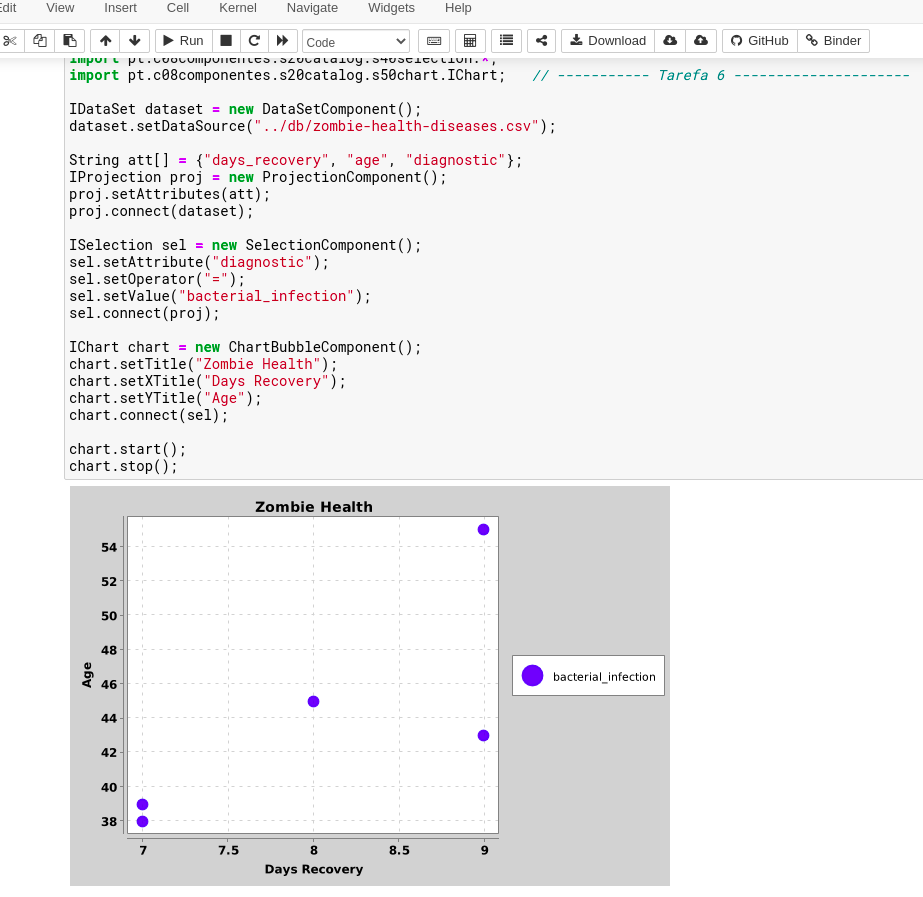 Edit View Insert Cell Kernel Navigate Widgets Help
Run Code Download GitHub Binder
import pt.c08componentes.s20catalog.s40selection.*;
import pt.c08componentes.s20catalog.s50chart.IChart; // ----------- Tarefa 6 ---------------------
IDataSet dataset = new DataSetComponent();
dataset.setDataSource("../db/zombie-health-diseases.csv");
String att[] = {"days_recovery", "age", "diagnostic"};
IProjection proj = new ProjectionComponent();
proj.setAttributes(att);
proj.connect(dataset);
ISelection sel = new SelectionComponent();
sel.setAttribute("diagnostic");
sel.setOperator("=");
sel.setValue("bacterial_infection");
sel.connect(proj);
IChart chart = new ChartBubbleComponent();
chart.setTitle("Zombie Health");
chart.setXTitle("Days Recovery");
chart.setYTitle("Age");
chart.connect(sel);
chart.start();
chart.stop();
Zombie Health
54
52
50
48
46
44
42
40
38
Age
7 7.5 8 8.5 9
Days Recovery
bacterial_infection